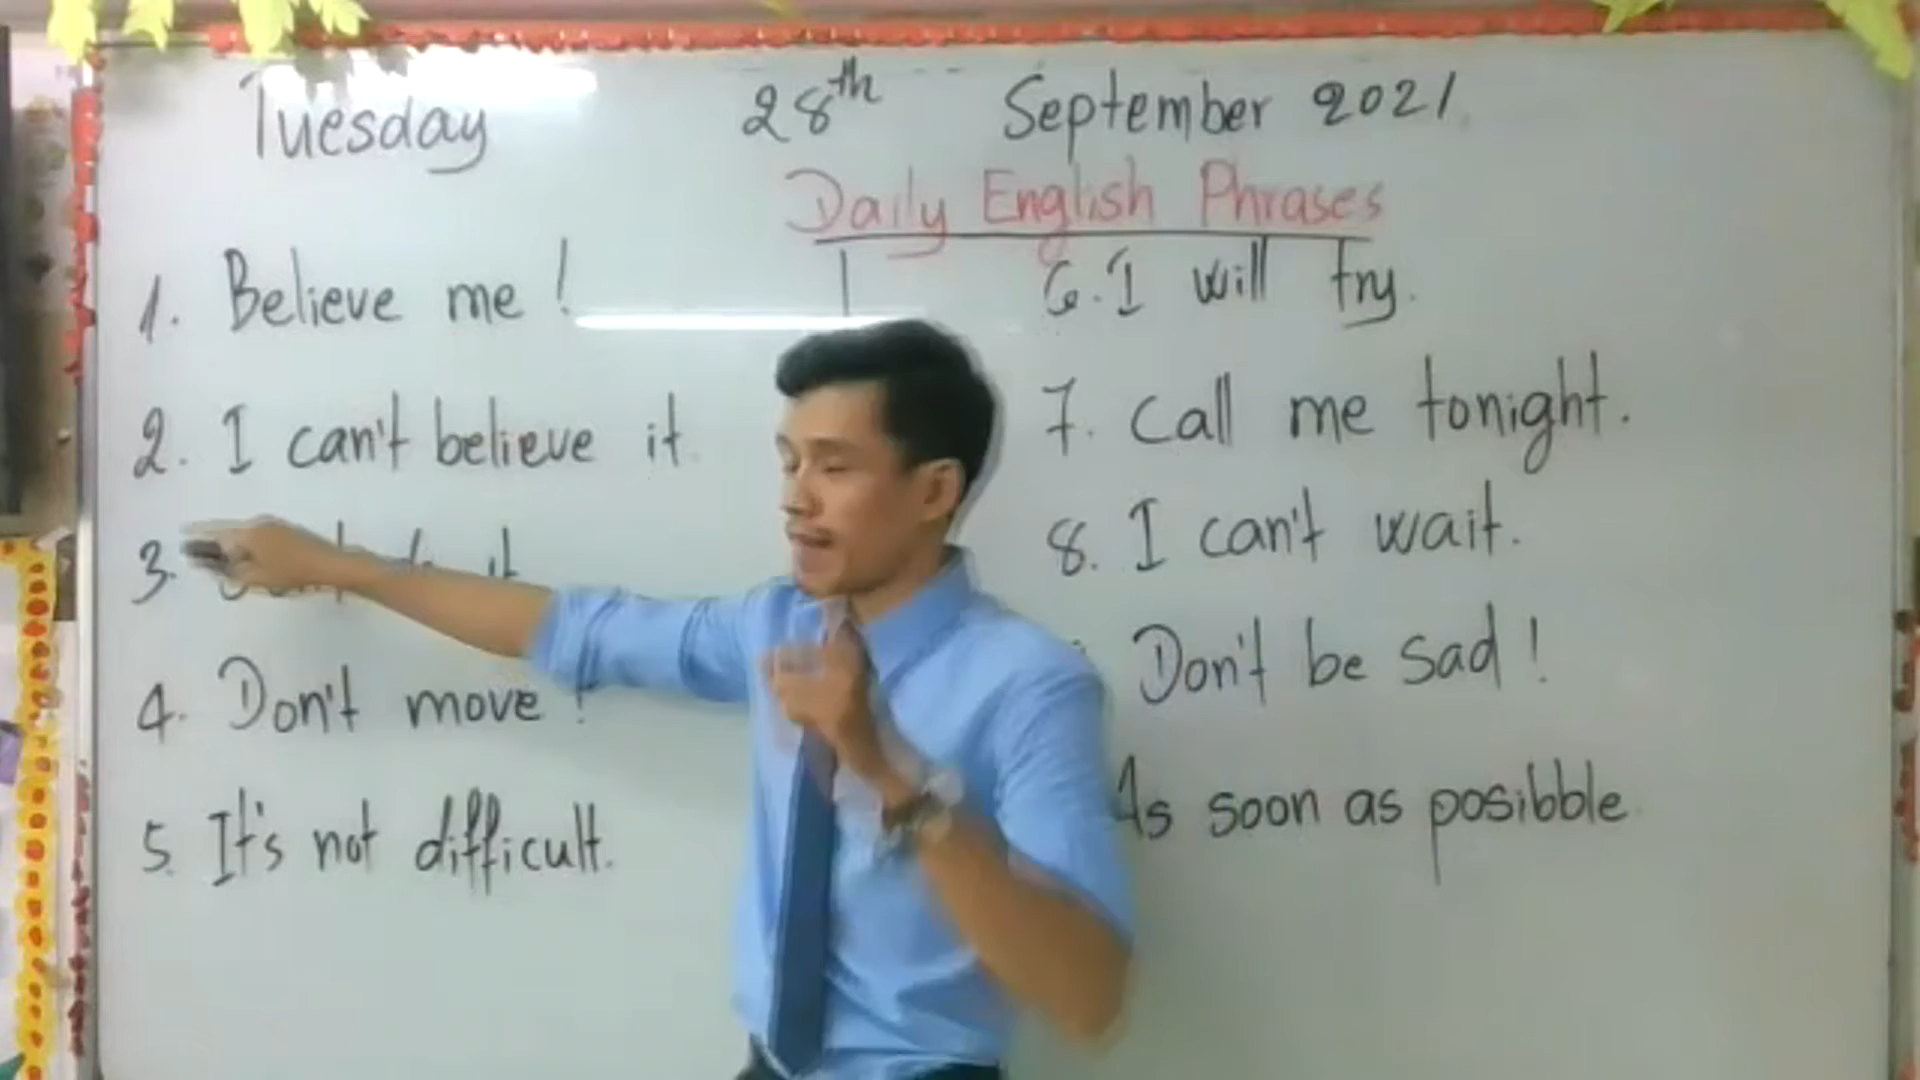 Tuesday 28th September 2021.
Daily English Phrases
1. Believe me !
2. I can't believe it.
3. it
4. Don't move !
5. It's not difficult.
6. I will try.
7. Call me tonight.
8. I can't wait.
Don't be sad !
As soon as posibble.